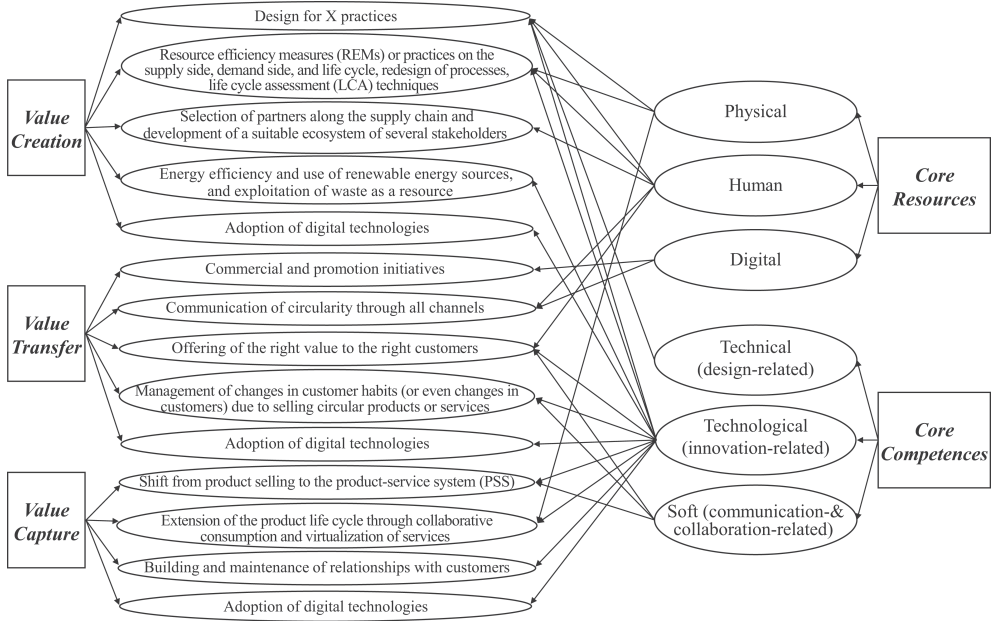 Value
Creation
Design for X practices
Resource efficiency measures (REMs) or practices on the
supply side, demand side, and life cycle, redesign of processes,
life cycle assessment (LCA) techniques
Selection of partners along the supply chain and
development of a suitable ecosystem of several stakeholders
Energy efficiency and use of renewable energy sources,
and exploitation of waste as a resource
Adoption of digital technologies
Value
Transfer
Commercial and promotion initiatives
Communication of circularity through all channels
Offering of the right value to the right customers
Management of changes in customer habits (or even changes in
customers) due to selling circular products or services
Adoption of digital technologies
Value
Capture
Shift from product selling to the product-service system (PSS)
Extension of the product life cycle through collaborative
consumption and virtualization of services
Building and maintenance of relationships with customers
Adoption of digital technologies
Physical
Human
Digital
Core
Resources
Technical
(design-related)
Technological
(innovation-related)
Soft (communication-&
collaboration-related)
Core
Competences